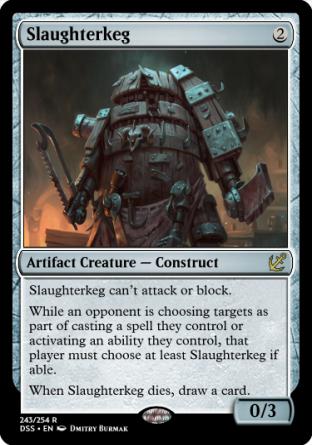 Slaughterkeg 2
Artifact Creature — Construct
Slaughterkeg can't attack or block.
While an opponent is choosing targets as
part of casting a spell they control or
activating an ability they control, that
player must choose at least Slaughterkeg if
able.
When Slaughterkeg dies, draw a card.
0/3
243/254 R
DSS • EN Dmitry Burmak